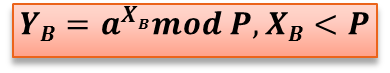 Y_B = a^{X_B} mod P, X_B < P